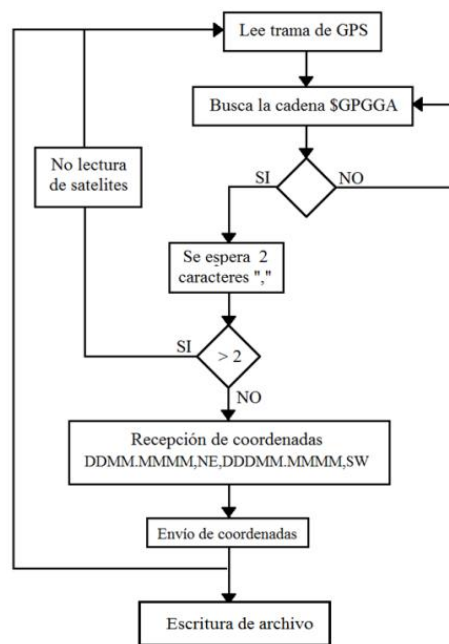 Lee trama de GPS
Busca la cadena $GPGGA
SI
NO
No lectura
de satelites
Se espera 2
caracteres ","
SI
> 2
NO
Recepción de coordenadas
DDMM.MMMM,NE,DDDMM.MMMM,SW
Envío de coordenadas
Escritura de archivo